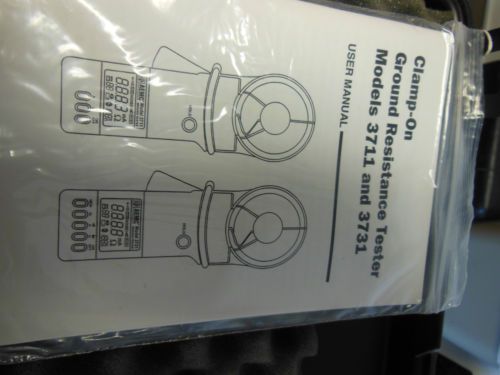 Clamp-On
Ground Resistance Tester
Models 3711 and 3731
USER MANUAL